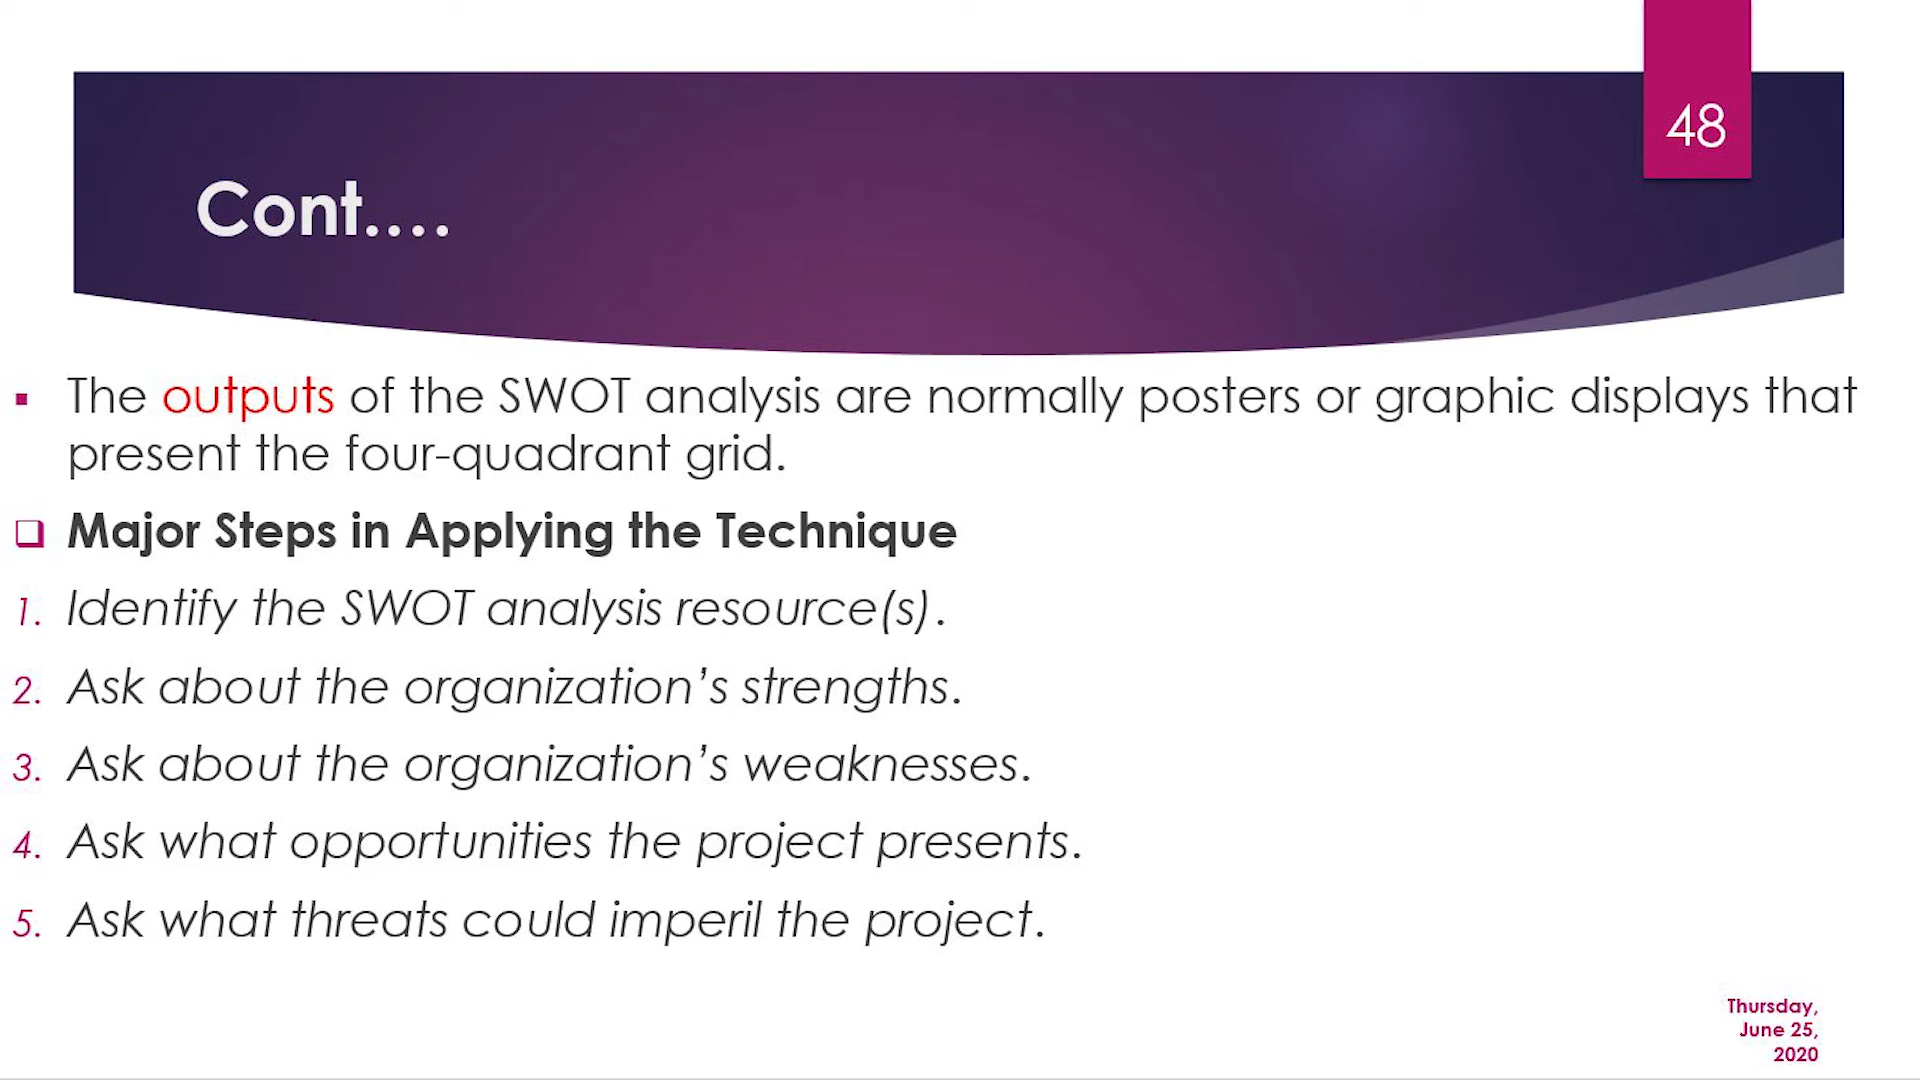 48
Cont….
▪ The outputs of the SWOT analysis are normally posters or graphic displays that
present the four-quadrant grid.
❑ Major Steps in Applying the Technique
1. Identify the SWOT analysis resource(s).
2. Ask about the organization’s strengths.
3. Ask about the organization’s weaknesses.
4. Ask what opportunities the project presents.
5. Ask what threats could imperil the project.
Thursday,
June 25,
2020